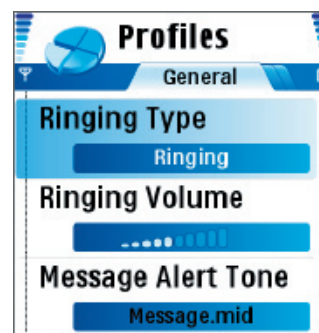 Profiles
General
Ringing Type
Ringing
Ringing Volume
Message Alert Tone
Message.mid